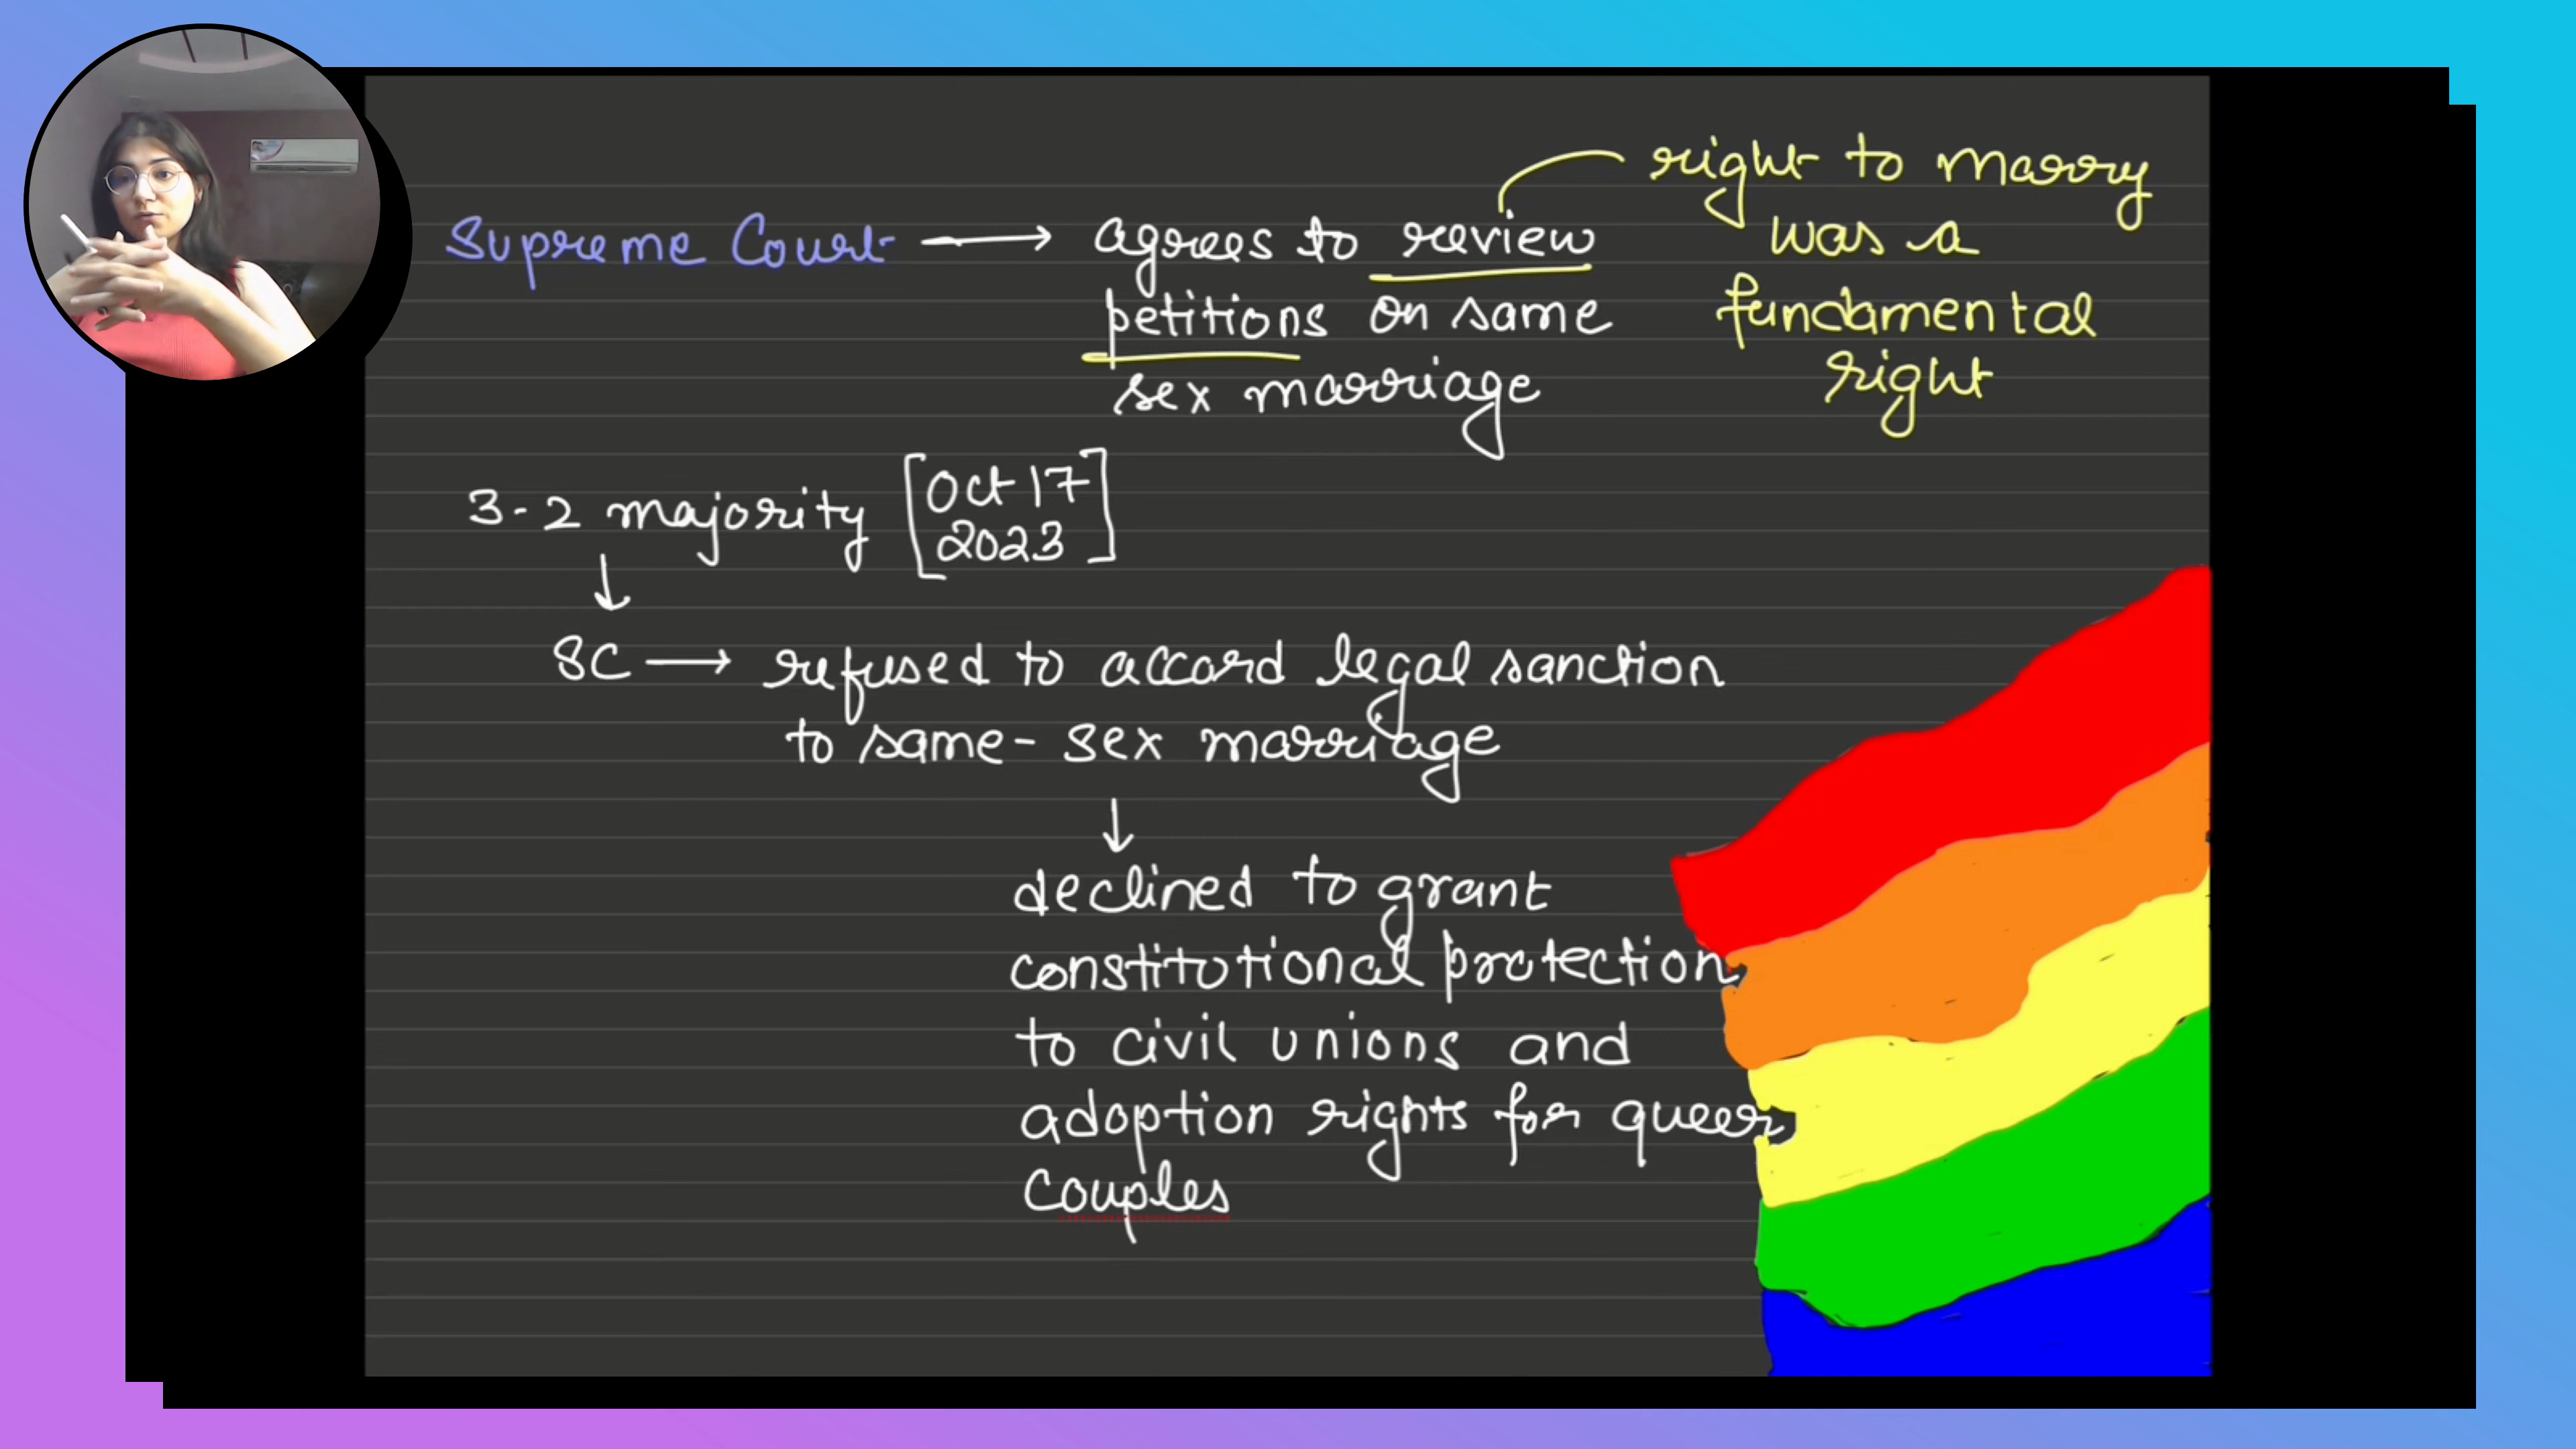 Supreme Court → agrees to review
petitions on same
sex marriage
right to marry
was a
fundamental
right
3-2 majority [Oct 17
2023]
↓
SC → refused to accord legal sanction
to same-sex marriage
↓
declined to grant
constitutional protection
to civil unions and
adoption rights for queer
couples